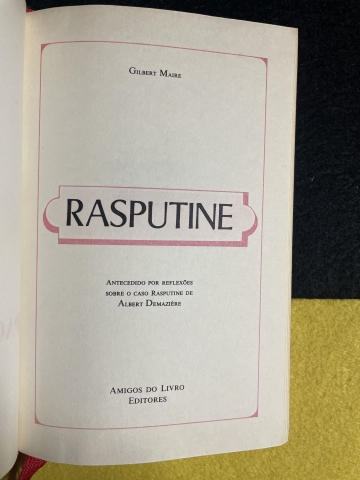 Gilbert Maire
RASPUTINE
Antecedido por reflexões
sobre o caso Rasputine de
Albert Demazière
Amigos do Livro
Editores